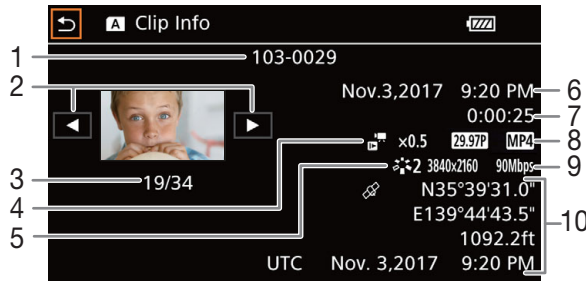 A Clip Info
1 103-0029
2
Nov.3,2017 9:20 PM 6
0:00:25 7
×0.5 29.97P MP4 8
4
2 3840x2160 90Mbps 9
5
3 19/34
N35°39'31.0"
E139°44'43.5"
1092.2ft
10
UTC Nov. 3,2017 9:20 PM